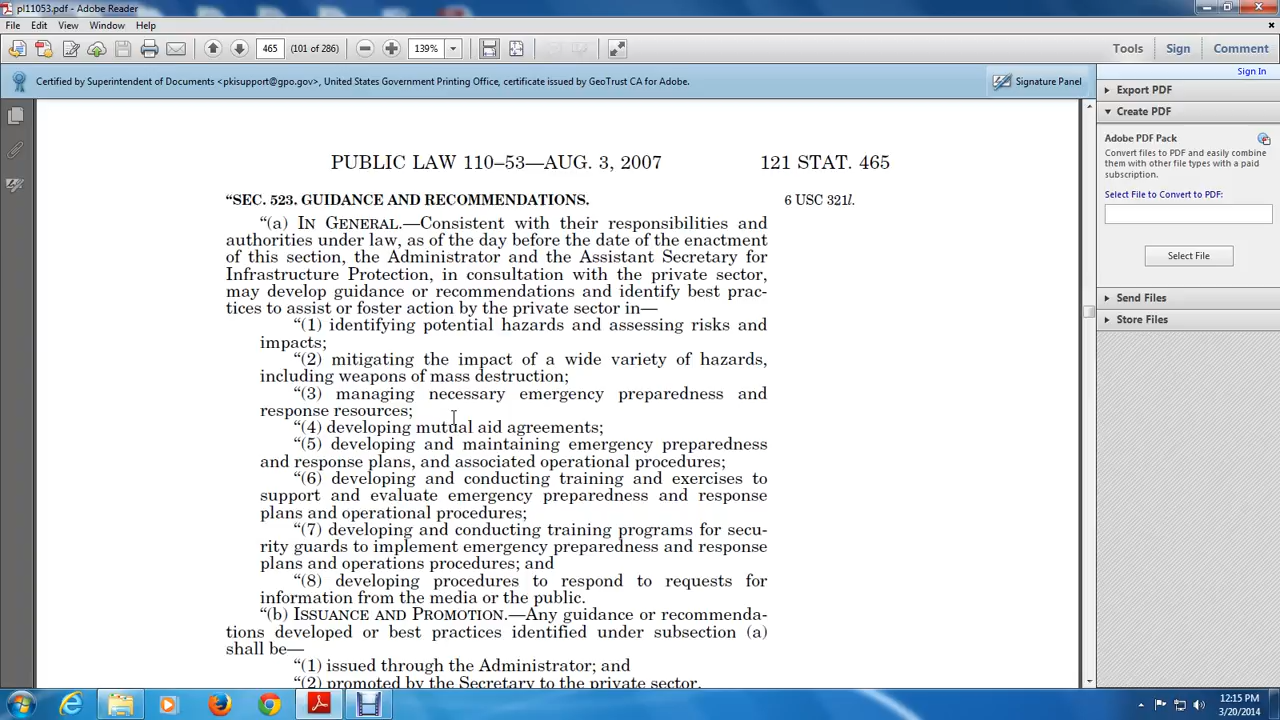 pl11053.pdf - Adobe Reader
File Edit View Window Help
465 (101 of 286) 139% Tools Sign Comment
Certified by Superintendent of Documents <pkisupport@gpo.gov>, United States Government Printing Office, certificate issued by GeoTrust CA for Adobe. Signature Panel
Sign In
Export PDF
Create PDF
Adobe PDF Pack
Convert files to PDF and easily combine
them with other file types with a paid
subscription.
Select File to Convert to PDF:
Select File
Send Files
Store Files
PUBLIC LAW 110–53—AUG. 3, 2007 121 STAT. 465
“SEC. 523. GUIDANCE AND RECOMMENDATIONS. 6 USC 321l.
“(a) IN GENERAL.—Consistent with their responsibilities and
authorities under law, as of the day before the date of the enactment
of this section, the Administrator and the Assistant Secretary for
Infrastructure Protection, in consultation with the private sector,
may develop guidance or recommendations and identify best prac-
tices to assist or foster action by the private sector in—
“(1) identifying potential hazards and assessing risks and
impacts;
“(2) mitigating the impact of a wide variety of hazards,
including weapons of mass destruction;
“(3) managing necessary emergency preparedness and
response resources;
“(4) developing mutual aid agreements;
“(5) developing and maintaining emergency preparedness
and response plans, and associated operational procedures;
“(6) developing and conducting training and exercises to
support and evaluate emergency preparedness and response
plans and operational procedures;
“(7) developing and conducting training programs for secu-
rity guards to implement emergency preparedness and response
plans and operations procedures; and
“(8) developing procedures to respond to requests for
information from the media or the public.
“(b) ISSUANCE AND PROMOTION.—Any guidance or recommenda-
tions developed or best practices identified under subsection (a)
shall be—
“(1) issued through the Administrator; and
“(2) promoted by the Secretary to the private sector.
12:15 PM
3/20/2014